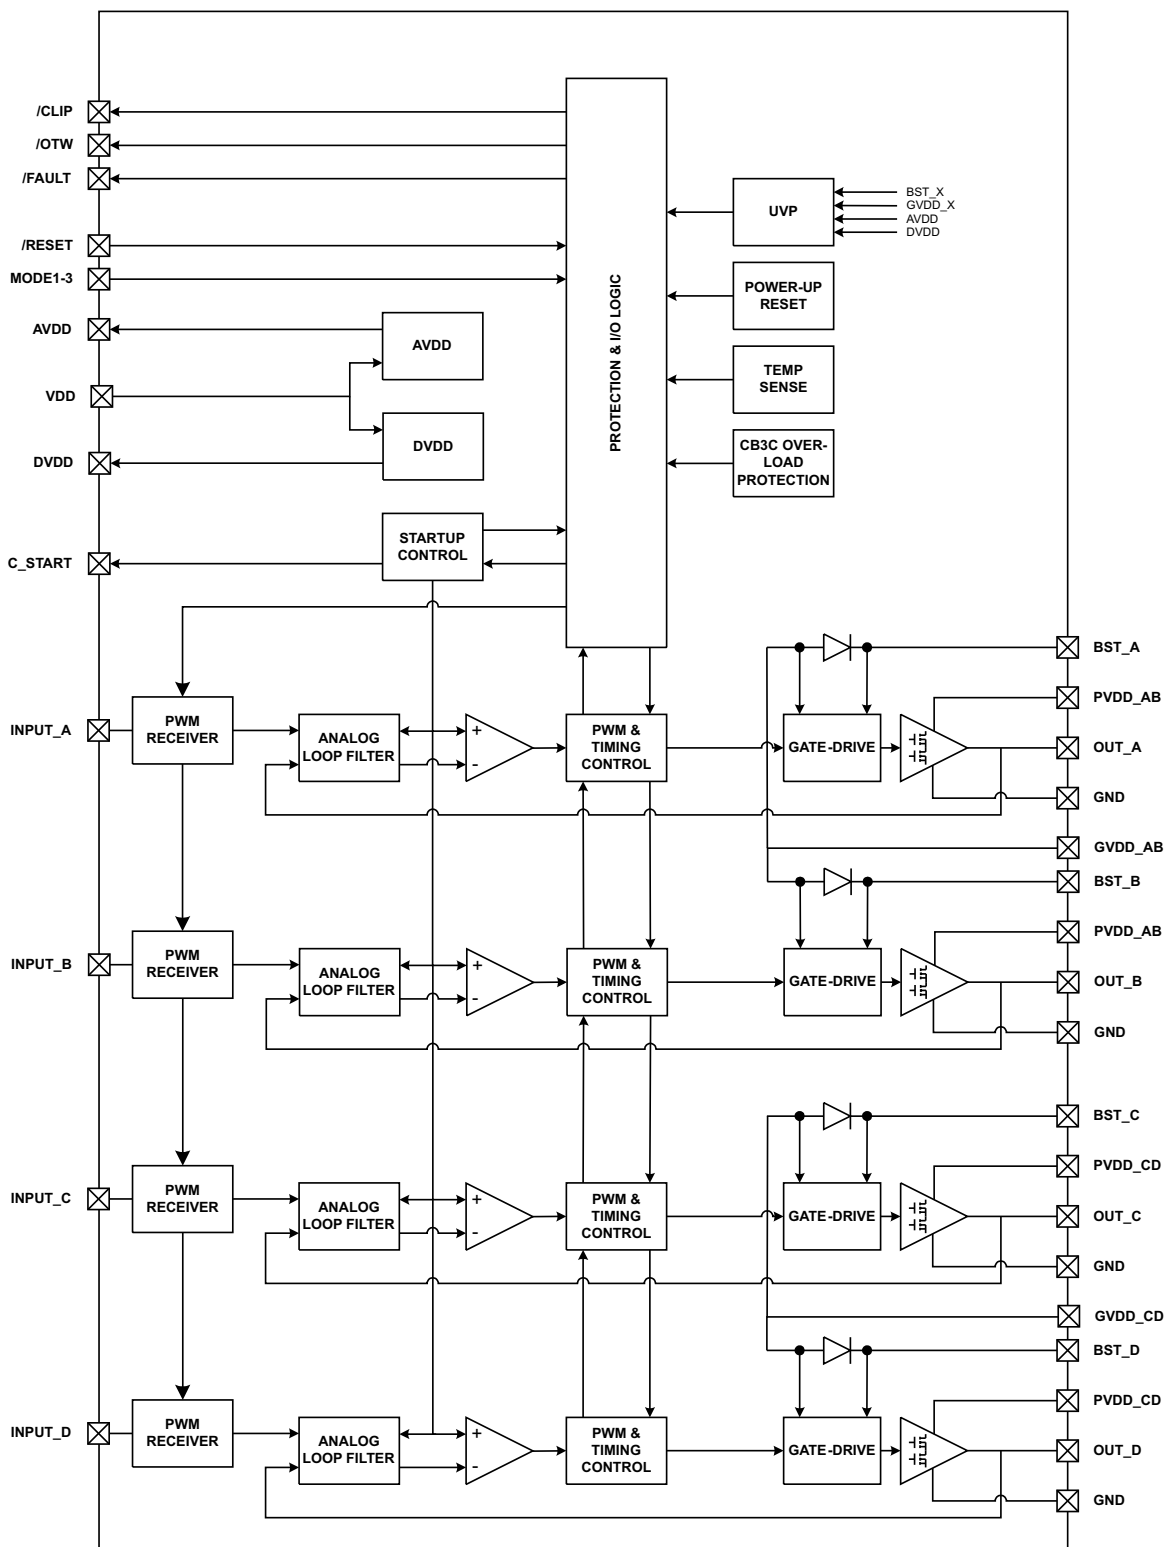 /CLIP
/OTW
/FAULT
/RESET
MODE1-3
AVDD
VDD
DVDD
C_START
AVDD
DVDD
STARTUP
CONTROL
PROTECTION & I/O LOGIC
UVP
BST_X
GVDD_X
AVDD
DVDD
POWER-UP
RESET
TEMP
SENSE
CB3C OVER-
LOAD
PROTECTION
INPUT_A
PWM
RECEIVER
ANALOG
LOOP FILTER
+
-
PWM &
TIMING
CONTROL
GATE-DRIVE
BST_A
PVDD_AB
OUT_A
GND
GVDD_AB
INPUT_B
PWM
RECEIVER
ANALOG
LOOP FILTER
+
-
PWM &
TIMING
CONTROL
GATE-DRIVE
BST_B
PVDD_AB
OUT_B
GND
INPUT_C
PWM
RECEIVER
ANALOG
LOOP FILTER
+
-
PWM &
TIMING
CONTROL
GATE-DRIVE
BST_C
PVDD_CD
OUT_C
GND
GVDD_CD
INPUT_D
PWM
RECEIVER
ANALOG
LOOP FILTER
+
-
PWM &
TIMING
CONTROL
GATE-DRIVE
BST_D
PVDD_CD
OUT_D
GND